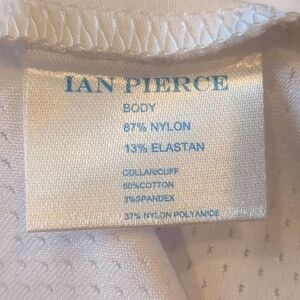 IAN PIERCE
BODY
87% NYLON
13% ELASTAN
COLLAR/CUFF
60%COTTON
3%SPANDEX
37% NYLON POLYAMIDE